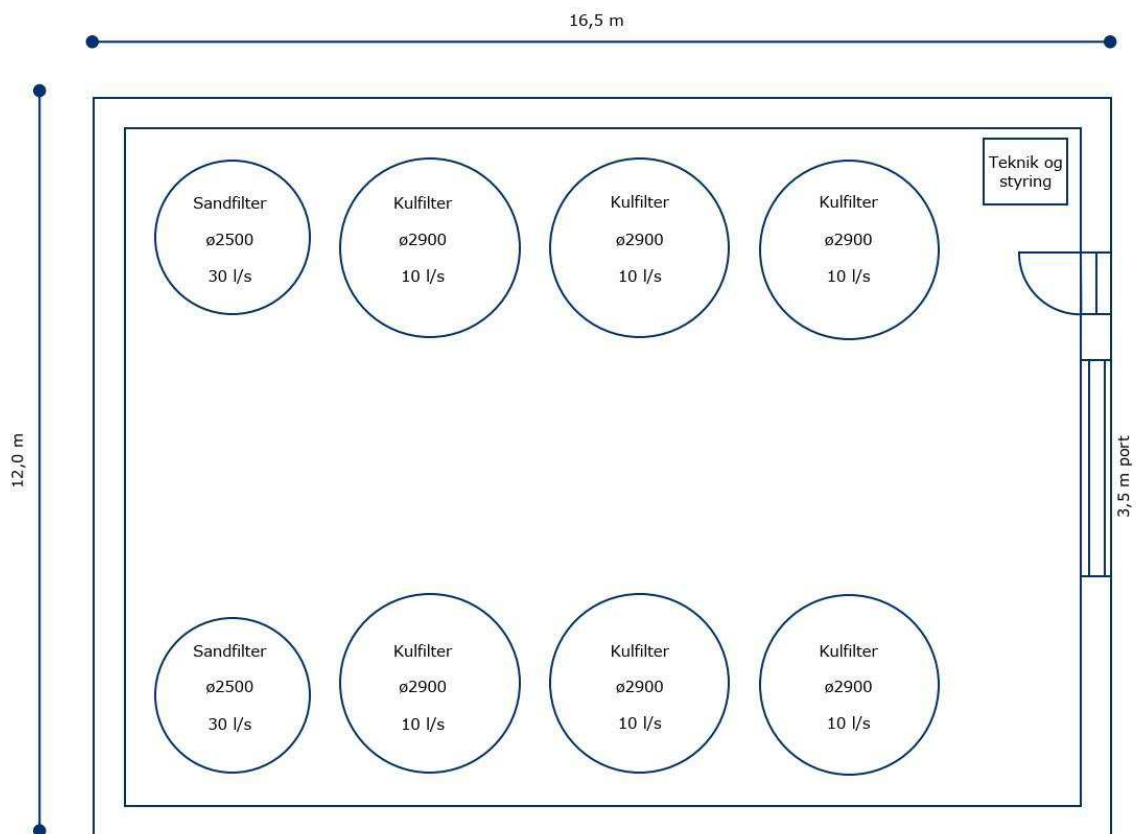 16,5 m
Teknik og
styring
Sandfilter
ø2500
30 l/s
Kulfilter
ø2900
10 l/s
Kulfilter
ø2900
10 l/s
Kulfilter
ø2900
10 l/s
12,0 m
3,5 m port
Sandfilter
ø2500
30 l/s
Kulfilter
ø2900
10 l/s
Kulfilter
ø2900
10 l/s
Kulfilter
ø2900
10 l/s